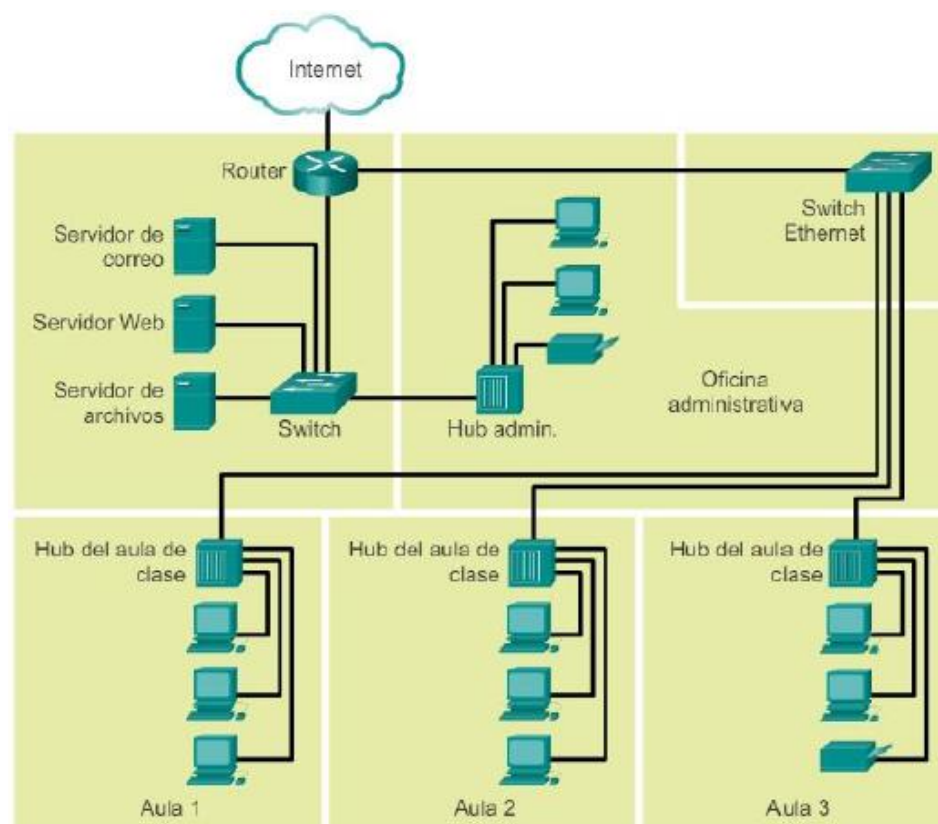 Internet
Router
Switch
Ethernet
Servidor de
correo
Servidor Web
Servidor de
archivos
Switch
Hub admin.
Oficina
administrativa
Hub del aula de
clase
Hub del aula de
clase
Hub del aula de
clase
Aula 1
Aula 2
Aula 3